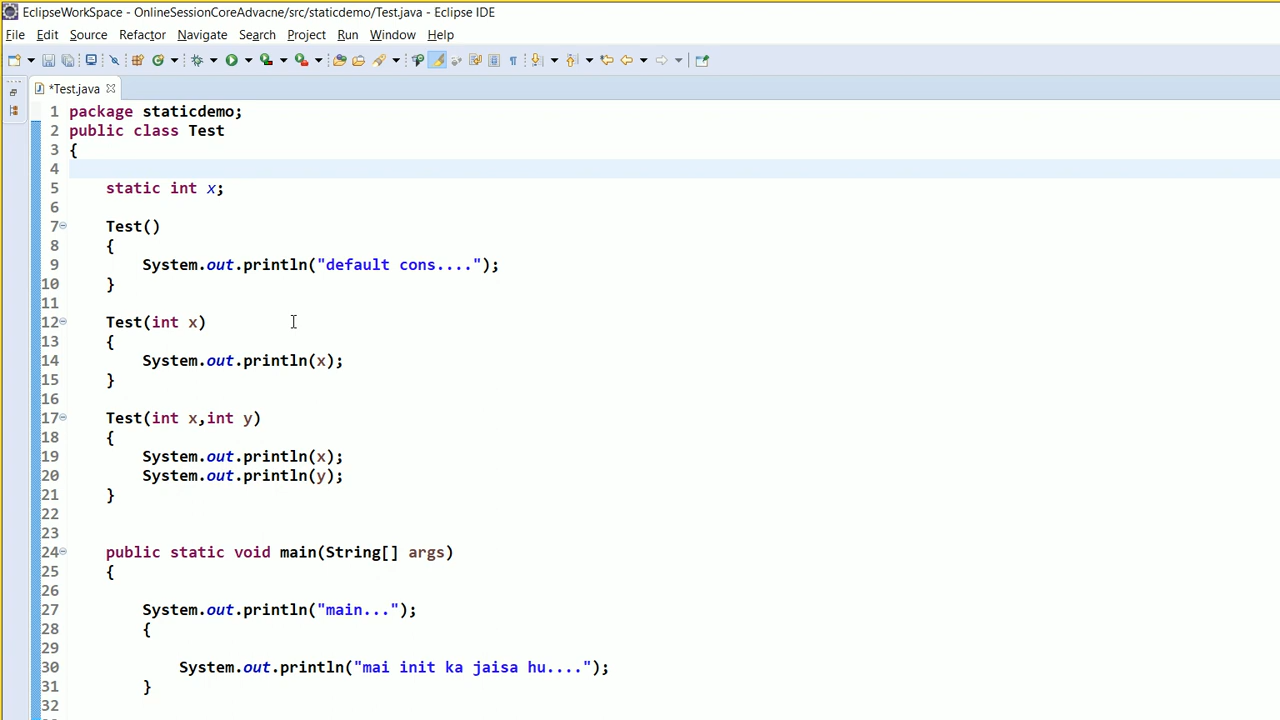 EclipseWorkSpace - OnlineSessionCoreAdvacne/src/staticdemo/Test.java - Eclipse IDE
File Edit Source Refactor Navigate Search Project Run Window Help
*Test.java
1 package staticdemo;
2 public class Test
3 {
4
5 static int x;
6
7 Test()
8 {
9 System.out.println("default cons....");
10 }
11
12 Test(int x)
13 {
14 System.out.println(x);
15 }
16
17 Test(int x,int y)
18 {
19 System.out.println(x);
20 System.out.println(y);
21 }
22
23
24 public static void main(String[] args)
25 {
26
27 System.out.println("main...");
28 {
29
30 System.out.println("mai init ka jaisa hu....");
31 }
32